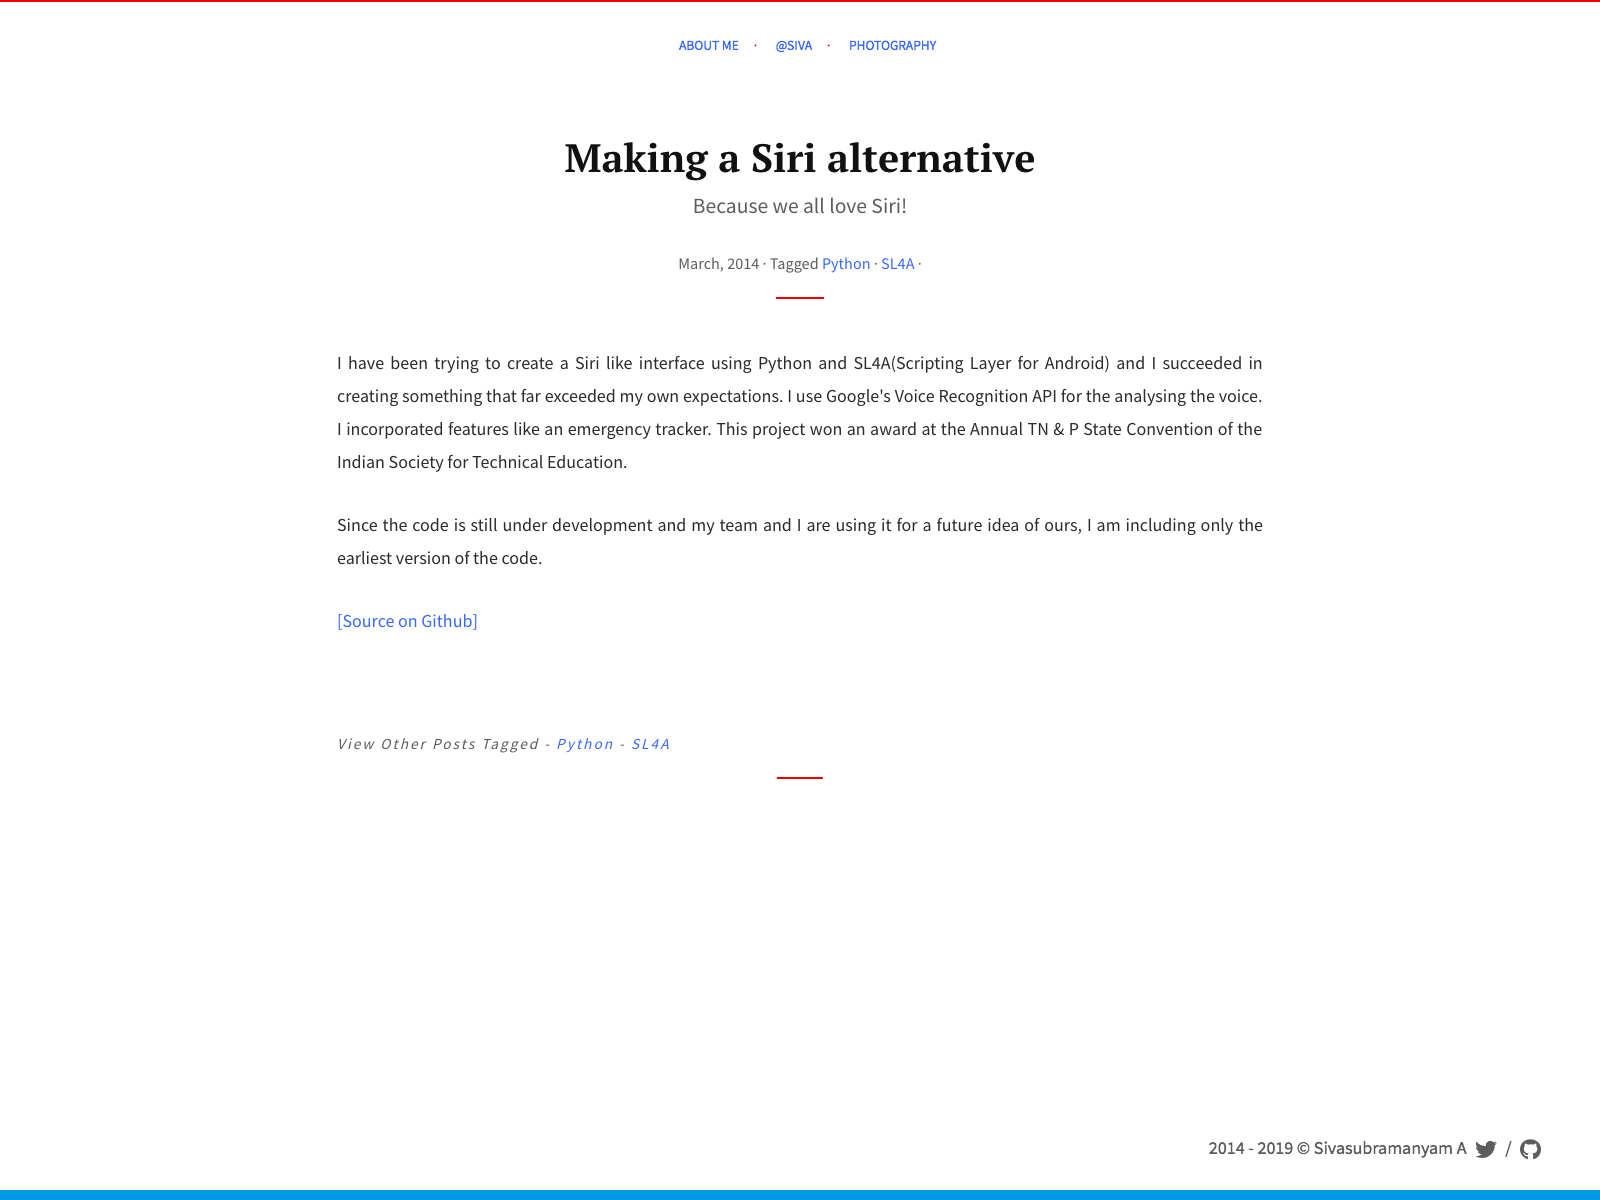 ABOUT ME · @SIVA · PHOTOGRAPHY
Making a Siri alternative
Because we all love Siri!
March, 2014 · Tagged Python · SL4A ·
I have been trying to create a Siri like interface using Python and SL4A(Scripting Layer for Android) and I succeeded in
creating something that far exceeded my own expectations. I use Google's Voice Recognition API for the analysing the voice.
I incorporated features like an emergency tracker. This project won an award at the Annual TN & P State Convention of the
Indian Society for Technical Education.
Since the code is still under development and my team and I are using it for a future idea of ours, I am including only the
earliest version of the code.
[Source on Github]
View Other Posts Tagged - Python - SL4A
2014 - 2019 © Sivasubramanyam A /